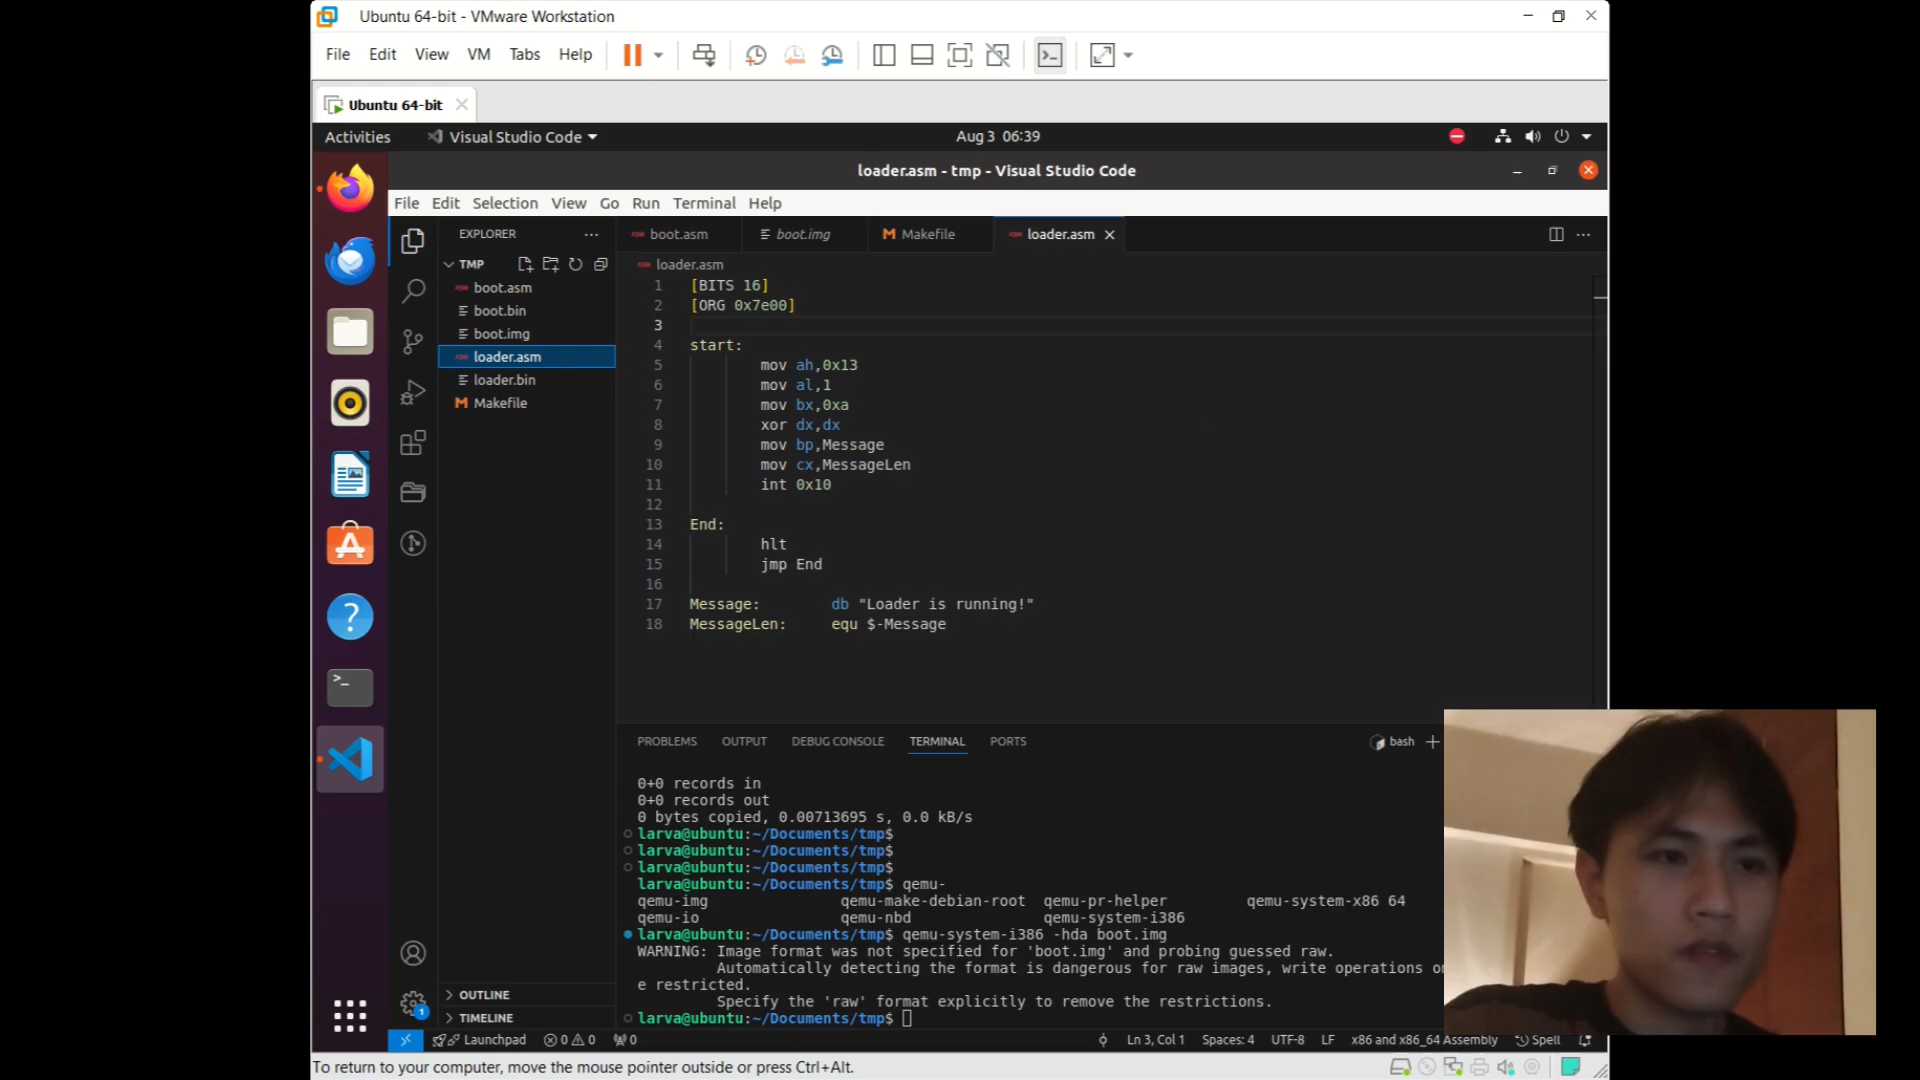 Ubuntu 64-bit - VMware Workstation
File Edit View VM Tabs Help
Ubuntu 64-bit
Activities Visual Studio Code Aug 3 06:39
loader.asm - tmp - Visual Studio Code
File Edit Selection View Go Run Terminal Help
EXPLORER
boot.asm boot.img Makefile loader.asm
TMP
loader.asm
boot.asm
boot.bin
boot.img
loader.asm
loader.bin
Makefile
1 [BITS 16]
2 [ORG 0x7e00]
3
4 start:
5 mov ah,0x13
6 mov al,1
7 mov bx,0xa
8 xor dx,dx
9 mov bp,Message
10 mov cx,MessageLen
11 int 0x10
12
13 End:
14 hlt
15 jmp End
16
17 Message: db "Loader is running!"
18 MessageLen: equ $-Message
PROBLEMS OUTPUT DEBUG CONSOLE TERMINAL PORTS
bash
0+0 records in
0+0 records out
0 bytes copied, 0.00713695 s, 0.0 kB/s
larva@ubuntu:~/Documents/tmp$
larva@ubuntu:~/Documents/tmp$
larva@ubuntu:~/Documents/tmp$
larva@ubuntu:~/Documents/tmp$ qemu-
qemu-img qemu-make-debian-root qemu-pr-helper qemu-system-x86_64
qemu-io qemu-nbd qemu-system-i386
larva@ubuntu:~/Documents/tmp$ qemu-system-i386 -hda boot.img
WARNING: Image format was not specified for 'boot.img' and probing guessed raw.
Automatically detecting the format is dangerous for raw images, write operations o
e restricted.
Specify the 'raw' format explicitly to remove the restrictions.
larva@ubuntu:~/Documents/tmp$
OUTLINE
TIMELINE
1
Launchpad 0 0 0 Ln 3, Col 1 Spaces: 4 UTF-8 LF x86 and x86_64 Assembly Spell
To return to your computer, move the mouse pointer outside or press Ctrl+Alt.